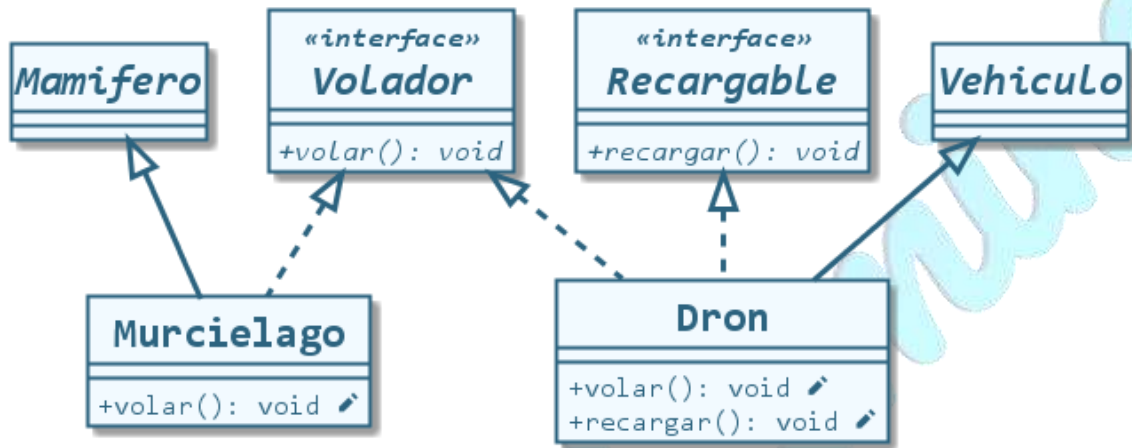 Mamifero
«interface»
Volador
+volar(): void
«interface»
Recargable
+recargar(): void
Vehiculo
Murcielago
+volar(): void
Dron
+volar(): void
+recargar(): void